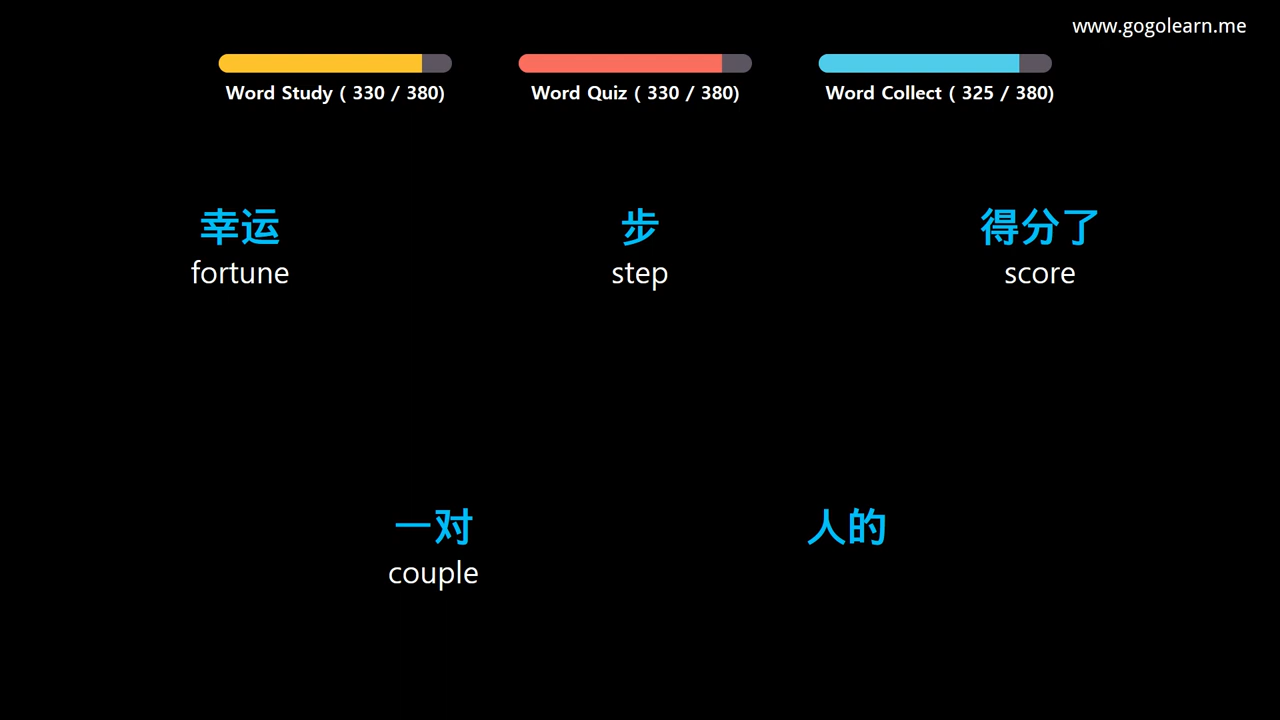 www.gogolearn.me
Word Study ( 330 / 380)
Word Quiz ( 330 / 380)
Word Collect ( 325 / 380)
幸运
fortune
步
step
得分了
score
一对
couple
人的